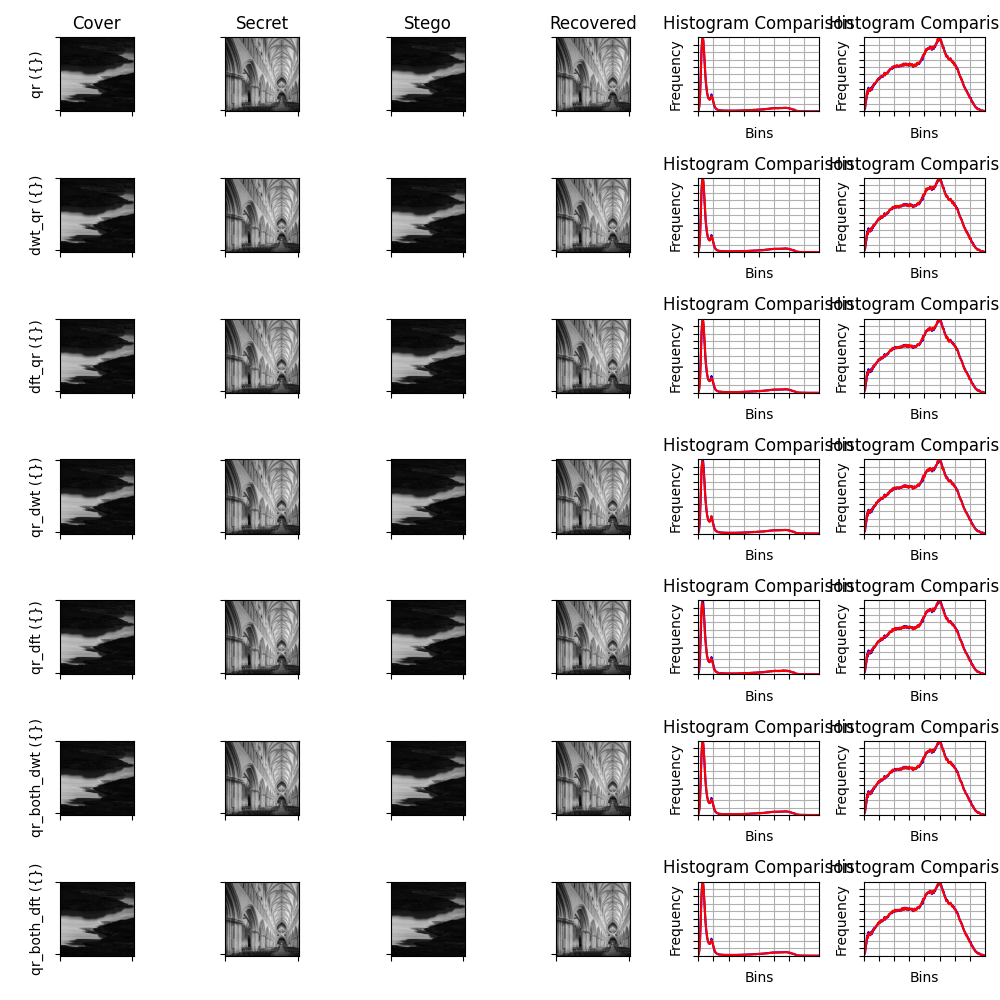 Cover Secret Stego Recovered Histogram Comparison Histogram Comparis
qr ({}) Frequency Frequency
Bins Bins
Histogram Comparison Histogram Comparis
dwt_qr ({}) Frequency Frequency
Bins Bins
Histogram Comparison Histogram Comparis
dft_qr ({}) Frequency Frequency
Bins Bins
Histogram Comparison Histogram Comparis
qr_dwt ({}) Frequency Frequency
Bins Bins
Histogram Comparison Histogram Comparis
qr_dft ({}) Frequency Frequency
Bins Bins
Histogram Comparison Histogram Comparis
qr_both_dwt ({}) Frequency Frequency
Bins Bins
Histogram Comparison Histogram Comparis
qr_both_dft ({}) Frequency Frequency
Bins Bins